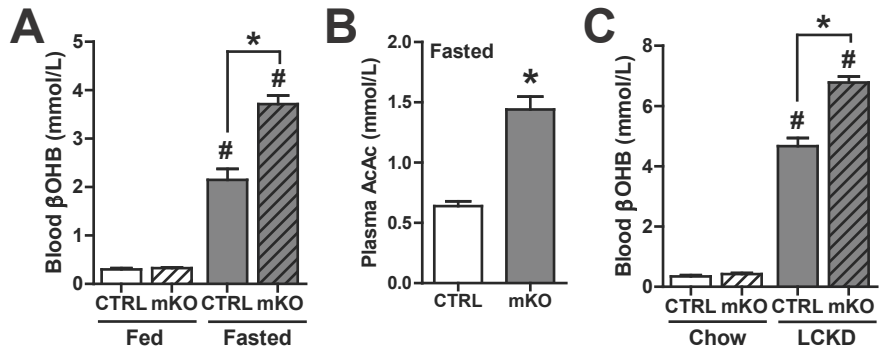 A
Blood βOHB (mmol/L)
5
4
3
2
1
0
*
#
#
CTRL mKO CTRL mKO
Fed Fasted
B
Plasma AcAc (mmol/L)
2.0
1.5
1.0
0.5
0.0
Fasted
*
CTRL mKO
C
Blood βOHB (mmol/L)
8
6
4
2
0
*
#
#
CTRL mKO CTRL mKO
Chow LCKD